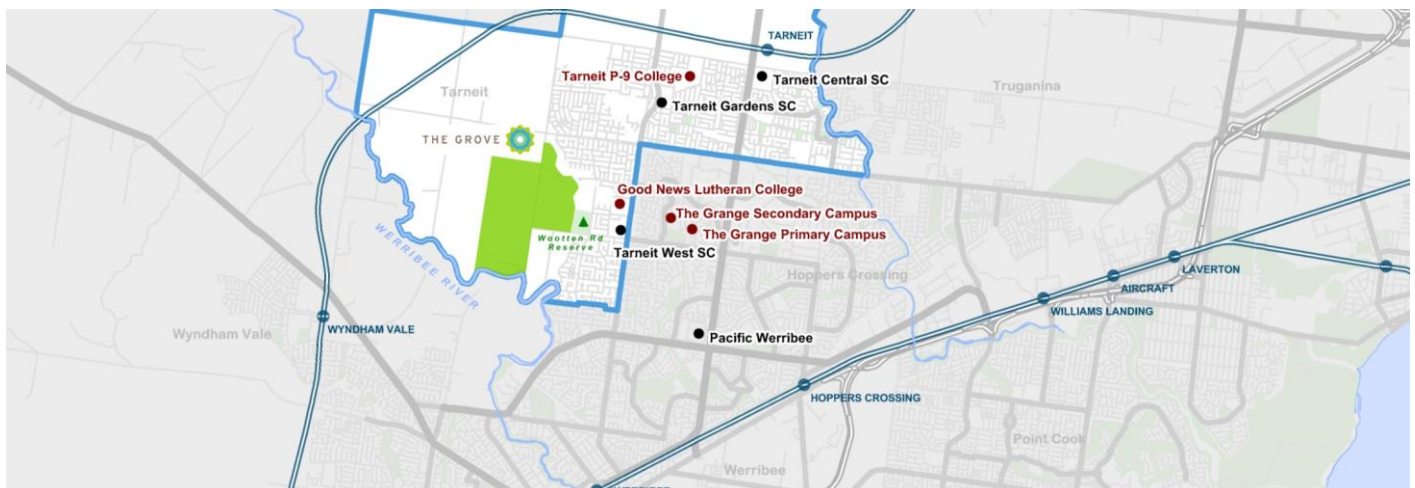 TARNEIT
Tarneit P-9 College
Tarneit Central SC
Truganina
Tarneit
Tarneit Gardens SC
THE GROVE
Good News Lutheran College
The Grange Secondary Campus
The Grange Primary Campus
Wootten Rd
Reserve
Tarneit West SC
WERRIBEE RIVER
Hoppers Crossing
LAVERTON
AIRCRAFT
WILLIAMS LANDING
WYNDHAM VALE
Wyndham Vale
Pacific Werribee
HOPPERS CROSSING
Point Cook
Werribee